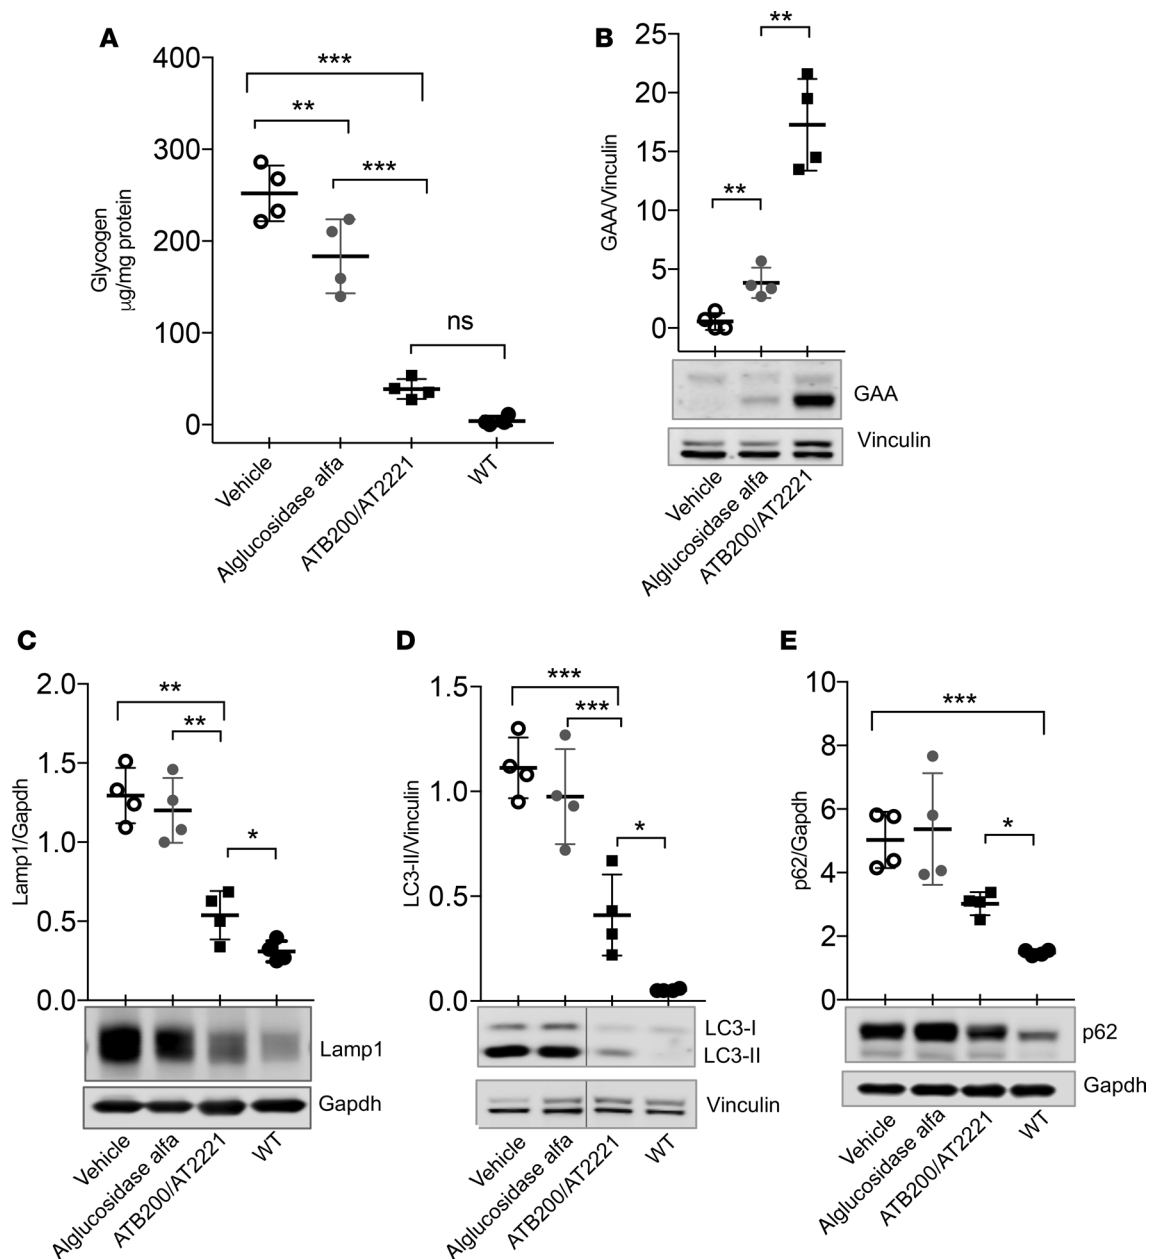 A
400
300
200
100
0
Glycogen
µg/mg protein
***
**
***
ns
Vehicle
Alglucosidase alfa
ATB200/AT2221
WT
B
25
20
15
10
5
0
GAA/Vinculin
**
**
GAA
Vinculin
Vehicle
Alglucosidase alfa
ATB200/AT2221
C
2.0
1.5
1.0
0.5
0.0
Lamp1/Gapdh
**
**
*
Lamp1
Gapdh
Vehicle
Alglucosidase alfa
ATB200/AT2221
WT
D
1.5
1.0
0.5
0.0
LC3-II/Vinculin
***
***
*
LC3-I
LC3-II
Vinculin
Vehicle
Alglucosidase alfa
ATB200/AT2221
WT
E
10
8
6
4
2
0
p62/Gapdh
***
*
p62
Gapdh
Vehicle
Alglucosidase alfa
ATB200/AT2221
WT